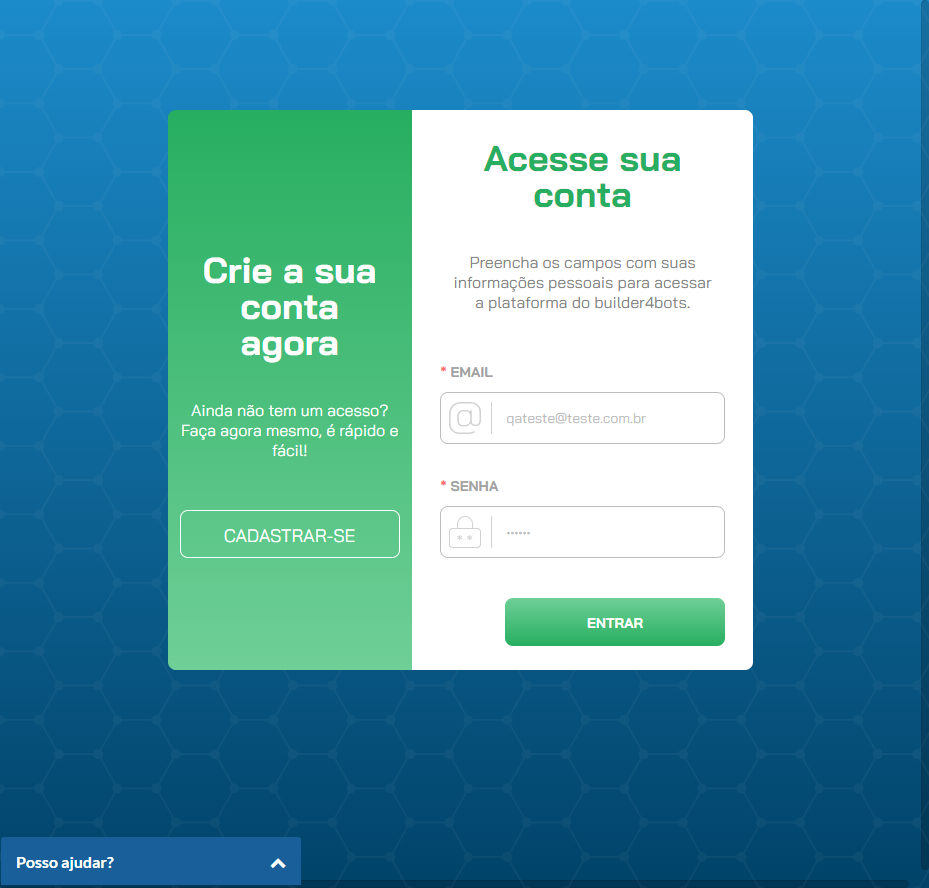 Crie a sua
conta
agora
Ainda não tem um acesso?
Faça agora mesmo, é rápido e
fácil!
CADASTRAR-SE
Acesse sua
conta
Preencha os campos com suas
informações pessoais para acessar
a plataforma do builder4bots.
* EMAIL
qateste@teste.com.br
* SENHA
••••••
ENTRAR
Posso ajudar?